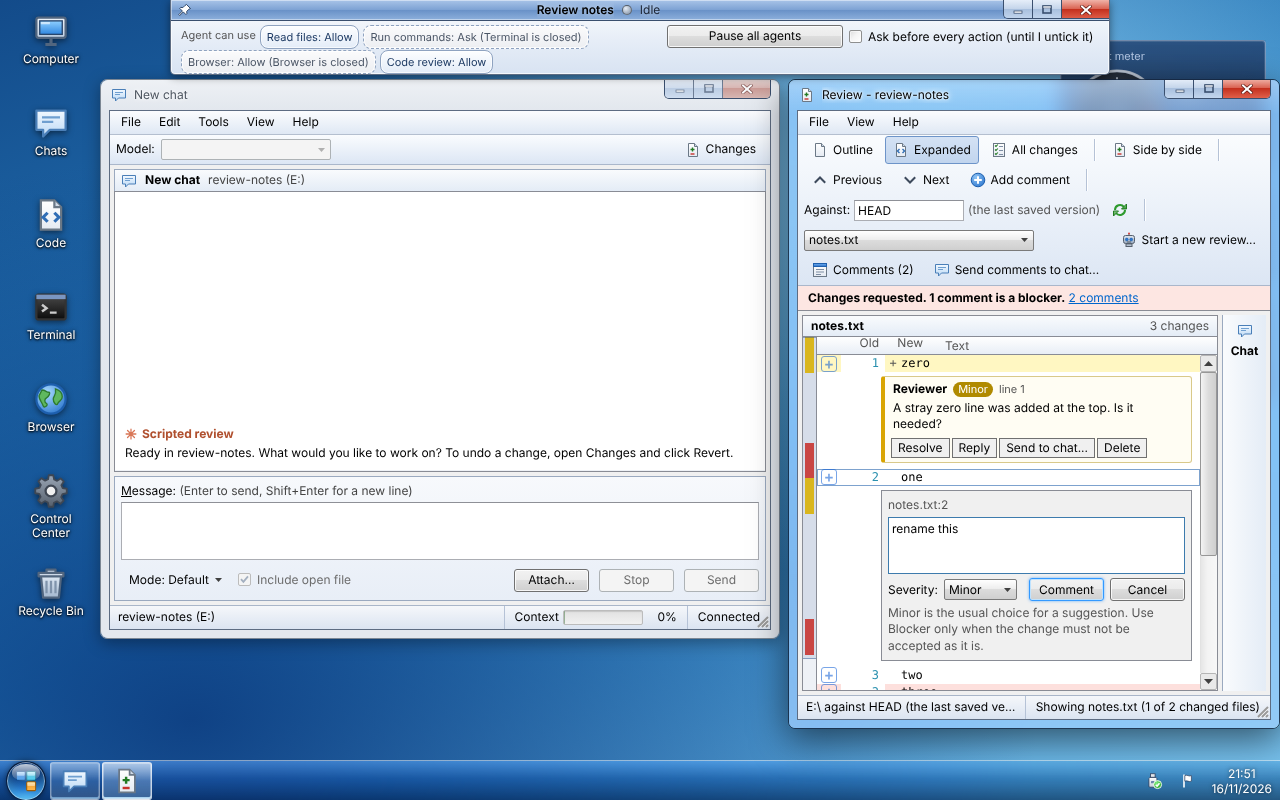 Review notes
Idle
Agent can use
Read files: Allow
Run commands: Ask (Terminal is closed)
Browser: Allow (Browser is closed)
Code review: Allow
Pause all agents
Ask before every action (until I untick it)
meter
Computer
Chats
Code
Terminal
Browser
Control
Center
Recycle Bin
New chat
File
Edit
Tools
View
Help
Model:
Changes
New chat
review-notes (E:)
Scripted review
Ready in review-notes. What would you like to work on? To undo a change, open Changes and click Revert.
Message: (Enter to send, Shift+Enter for a new line)
Mode: Default
Include open file
Attach...
Stop
Send
review-notes (E:)
Context
0%
Connected
Review - review-notes
File
View
Help
Outline
Expanded
All changes
Side by side
Previous
Next
Add comment
Against:
HEAD
(the last saved version)
notes.txt
Start a new review...
Comments (2)
Send comments to chat...
Changes requested. 1 comment is a blocker. 2 comments
notes.txt
3 changes
Chat
Old
New
Text
1
+ zero
Reviewer
Minor
line 1
A stray zero line was added at the top. Is it
needed?
Resolve
Reply
Send to chat...
Delete
2
one
notes.txt:2
rename this
Severity:
Minor
Comment
Cancel
Minor is the usual choice for a suggestion. Use
Blocker only when the change must not be
accepted as it is.
3
two
E:\ against HEAD (the last saved ve...
Showing notes.txt (1 of 2 changed files)
21:51
16/11/2026